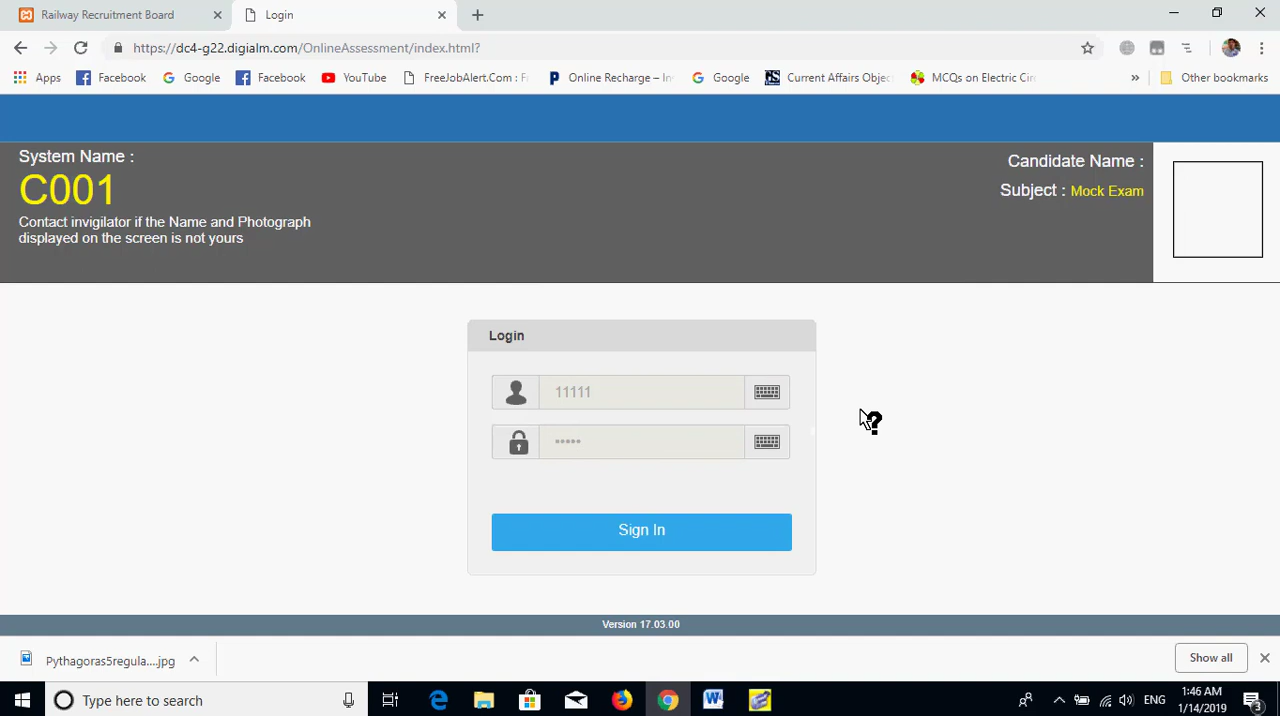 Railway Recruitment Board
Login
https://dc4-g22.digialm.com/OnlineAssessment/index.html?
Apps Facebook Google Facebook YouTube FreeJobAlert.Com : F Online Recharge – In Google Current Affairs Objec MCQs on Electric Circ » Other bookmarks
System Name :
C001
Contact invigilator if the Name and Photograph
displayed on the screen is not yours
Candidate Name :
Subject : Mock Exam
Login
11111
•••••
Sign In
Version 17.03.00
Pythagoras5regula....jpg
Show all
Type here to search
ENG
1:46 AM
1/14/2019
3